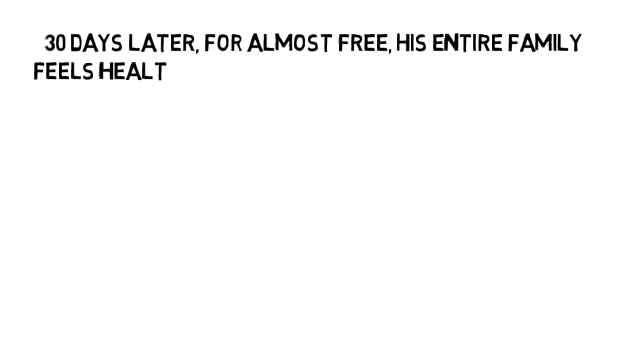 30 DAYS LATER, FOR ALMOST FREE, HIS ENTIRE FAMILY
FEELS HEALT